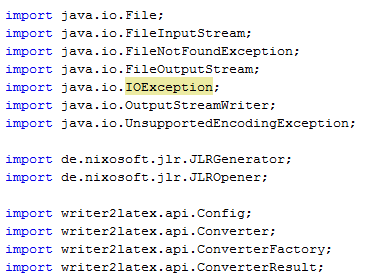 import java.io.File;
import java.io.FileInputStream;
import java.io.FileNotFoundException;
import java.io.FileOutputStream;
import java.io.IOException;
import java.io.OutputStreamWriter;
import java.io.UnsupportedEncodingException;
import de.nixosoft.jlr.JLRGenerator;
import de.nixosoft.jlr.JLROpener;
import writer2latex.api.Config;
import writer2latex.api.Converter;
import writer2latex.api.ConverterFactory;
import writer2latex.api.ConverterResult;